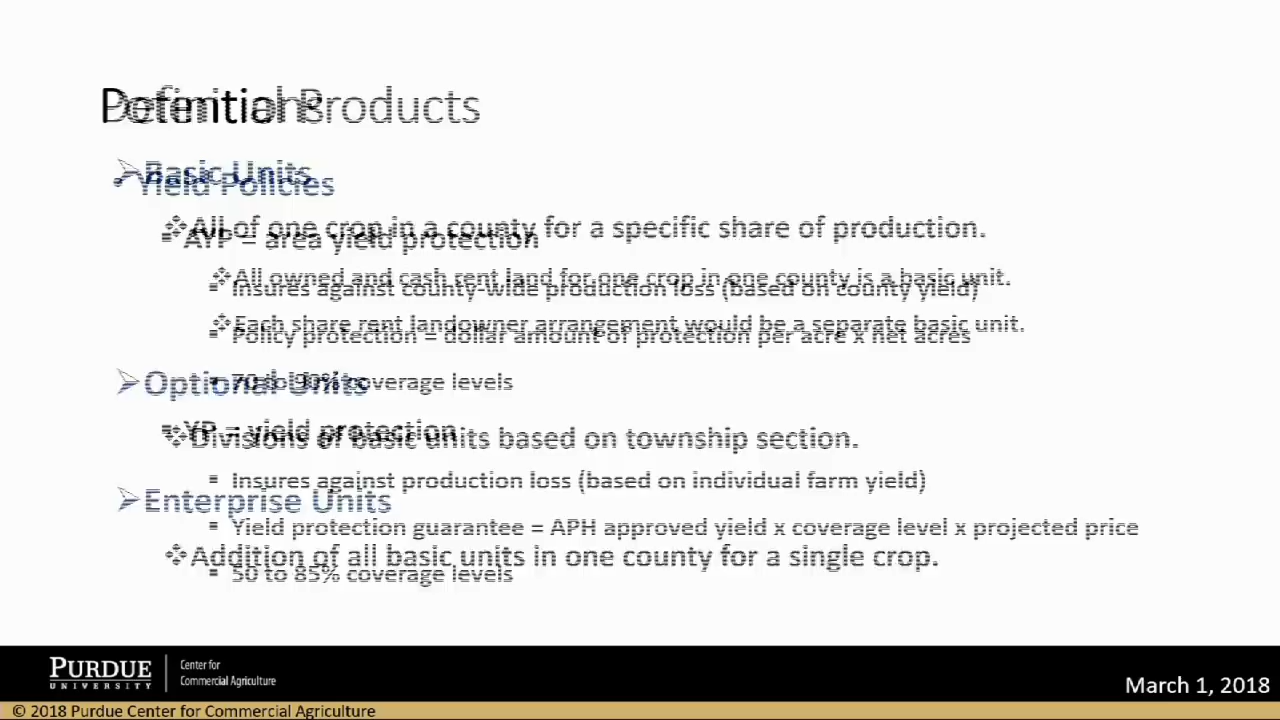 Definitions
Potential Products
Basic Units
Yield Policies
All of one crop in a county for a specific share of production.
AYP = area yield protection
All owned and cash rent land for one crop in one county is a basic unit.
Insures against county-wide production loss (based on county yield)
Each share rent landowner arrangement would be a separate basic unit.
Policy protection = dollar amount of protection per acre x net acres
Optional Units
70 to 90% coverage levels
YP = yield protection
Divisions of basic units based on township section.
Insures against production loss (based on individual farm yield)
Enterprise Units
Yield protection guarantee = APH approved yield x coverage level x projected price
Addition of all basic units in one county for a single crop.
50 to 85% coverage levels
PURDUE
UNIVERSITY
Center for
Commercial Agriculture
March 1, 2018
© 2018 Purdue Center for Commercial Agriculture